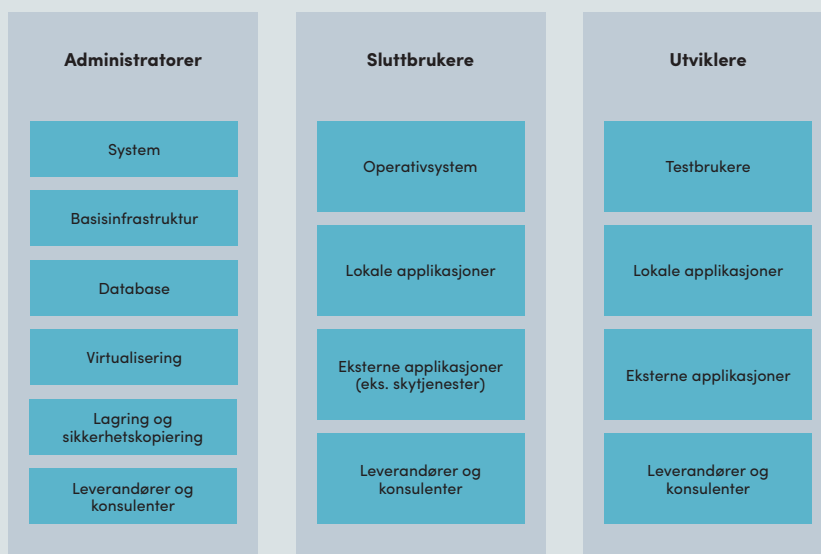 Administratorer
System
Basisinfrastruktur
Database
Virtualisering
Lagring og
sikkerhetskopiering
Leverandører og
konsulenter
Sluttbrukere
Operativsystem
Lokale applikasjoner
Eksterne applikasjoner
(eks. skytjenester)
Leverandører og
konsulenter
Utviklere
Testbrukere
Lokale applikasjoner
Eksterne applikasjoner
Leverandører og
konsulenter